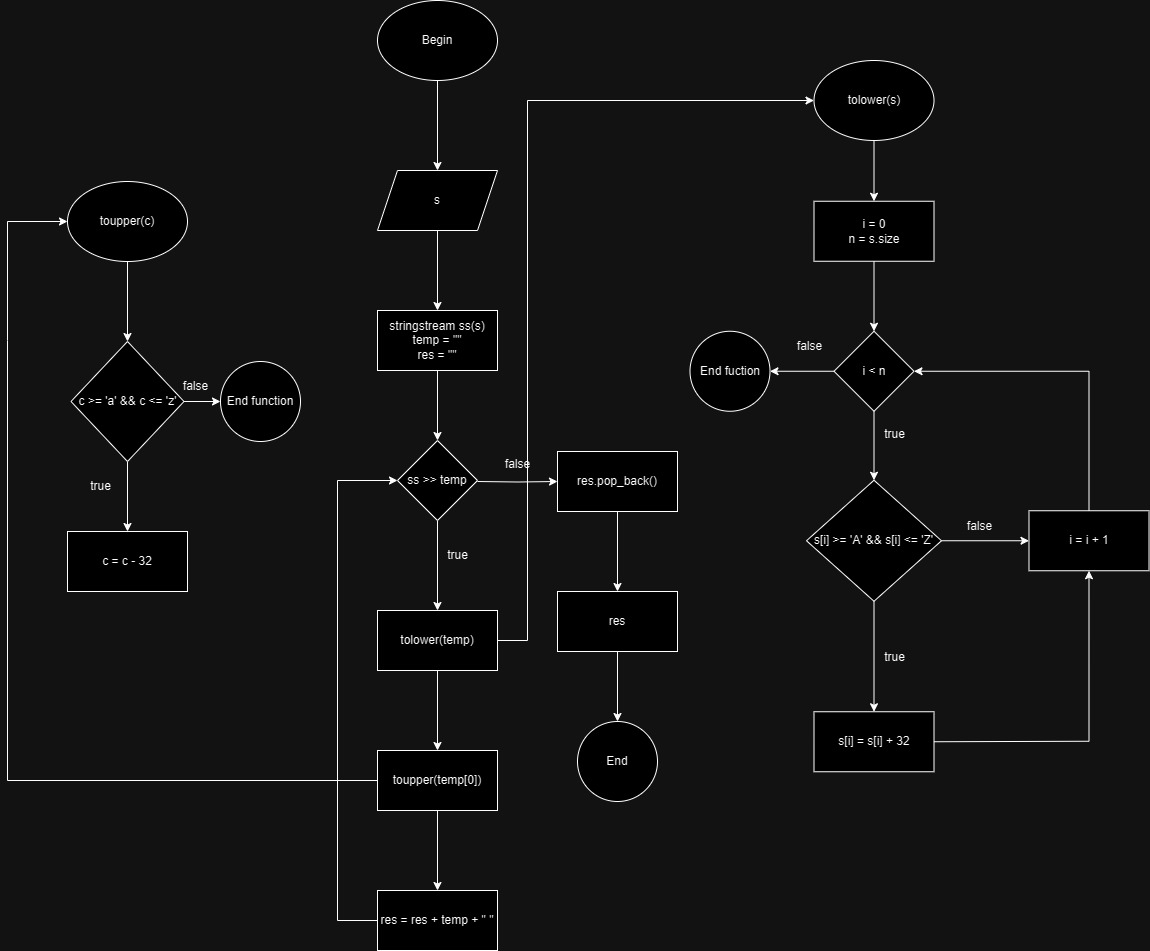 Begin
tolower(s)
s
toupper(c)
i = 0
n = s.size
stringstream ss(s)
temp = ""
res = ""
false
End fuction
i < n
false
c >= 'a' && c <= 'z'
End function
true
false
ss >> temp
res.pop_back()
true
false
s[i] >= 'A' && s[i] <= 'Z'
i = i + 1
true
true
c = c - 32
res
tolower(temp)
true
s[i] = s[i] + 32
End
toupper(temp[0])
res = res + temp + " "